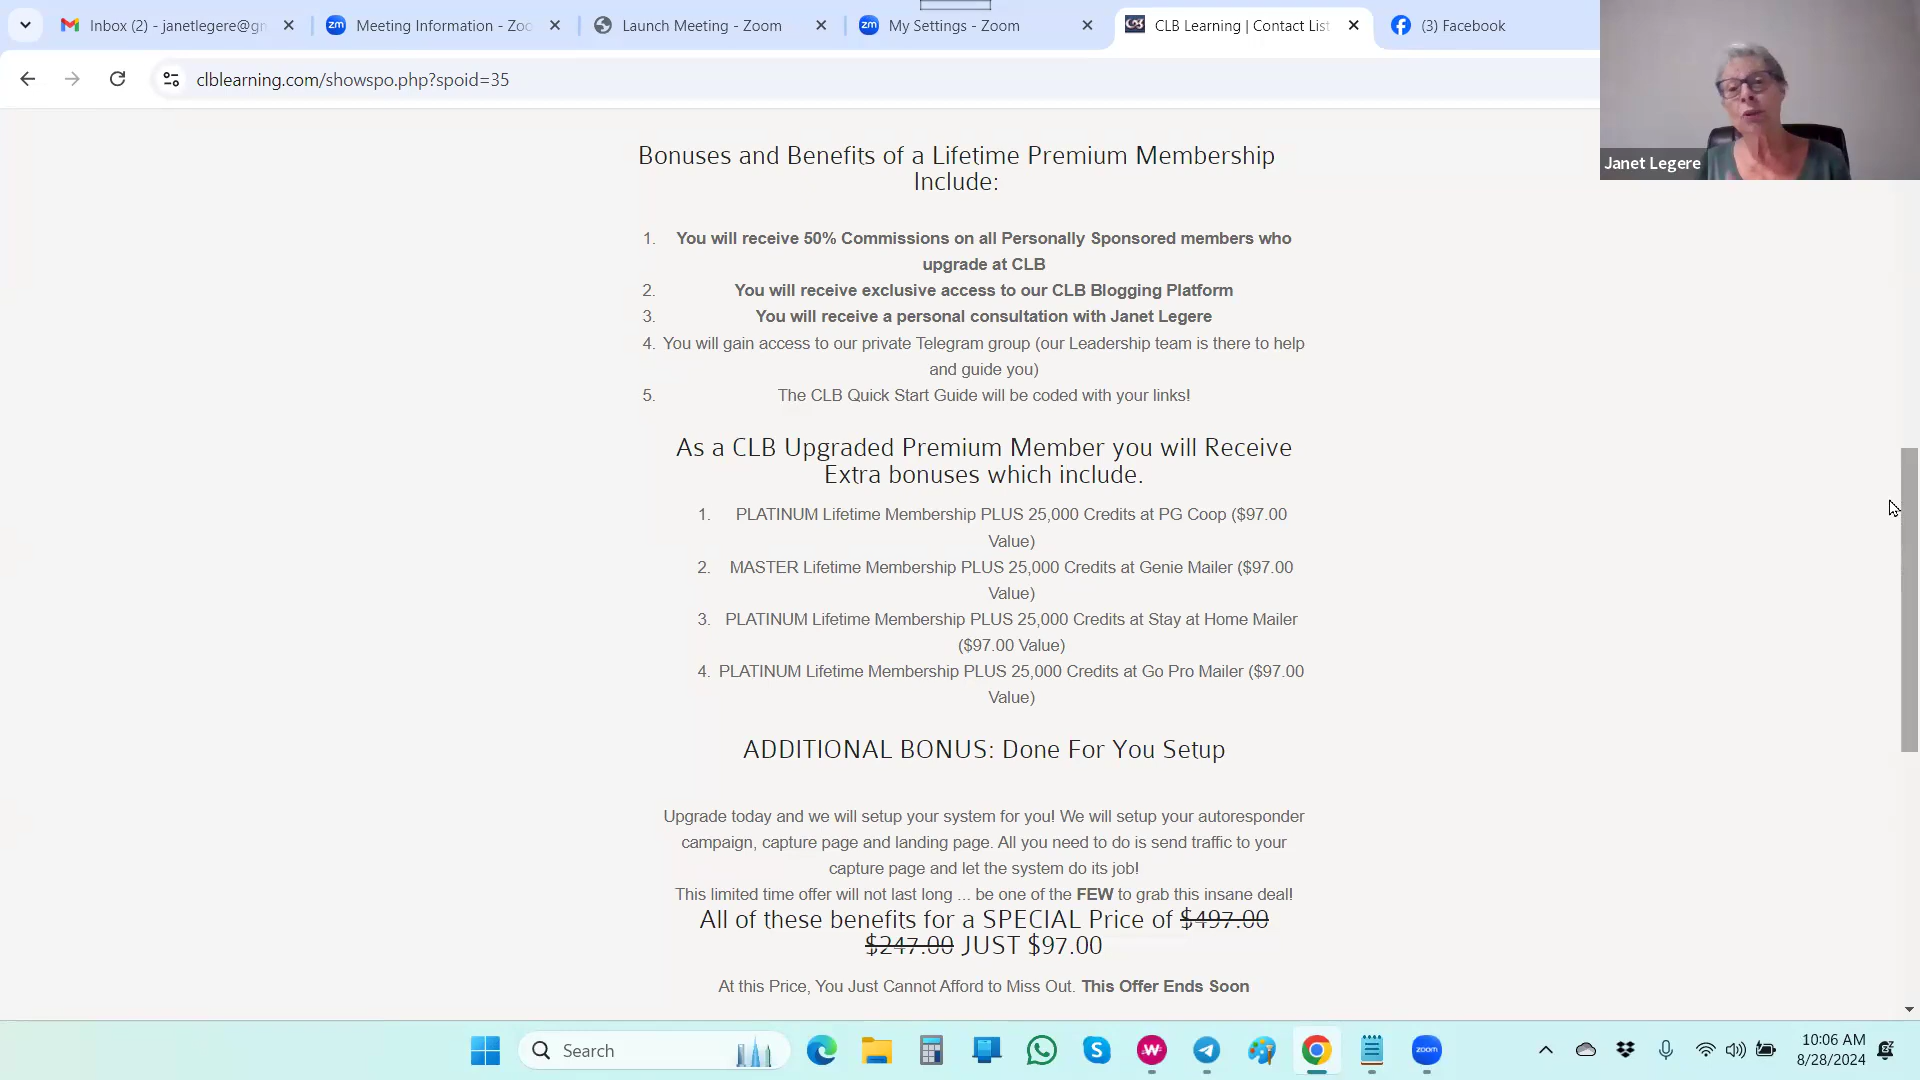 Inbox (2) - janetlegere@gn
Meeting Information - Zoo
Launch Meeting - Zoom
My Settings - Zoom
CLB Learning | Contact List
(3) Facebook
clblearning.com/showspo.php?spoid=35
Janet Legere
Bonuses and Benefits of a Lifetime Premium Membership
Include:
1. You will receive 50% Commissions on all Personally Sponsored members who
upgrade at CLB
2. You will receive exclusive access to our CLB Blogging Platform
3. You will receive a personal consultation with Janet Legere
4. You will gain access to our private Telegram group (our Leadership team is there to help
and guide you)
5. The CLB Quick Start Guide will be coded with your links!
As a CLB Upgraded Premium Member you will Receive
Extra bonuses which include.
1. PLATINUM Lifetime Membership PLUS 25,000 Credits at PG Coop ($97.00
Value)
2. MASTER Lifetime Membership PLUS 25,000 Credits at Genie Mailer ($97.00
Value)
3. PLATINUM Lifetime Membership PLUS 25,000 Credits at Stay at Home Mailer
($97.00 Value)
4. PLATINUM Lifetime Membership PLUS 25,000 Credits at Go Pro Mailer ($97.00
Value)
ADDITIONAL BONUS: Done For You Setup
Upgrade today and we will setup your system for you! We will setup your autoresponder
campaign, capture page and landing page. All you need to do is send traffic to your
capture page and let the system do its job!
This limited time offer will not last long ... be one of the FEW to grab this insane deal!
All of these benefits for a SPECIAL Price of $497.00
$247.00 JUST $97.00
At this Price, You Just Cannot Afford to Miss Out. This Offer Ends Soon
Search
zoom
10:06 AM
8/28/2024